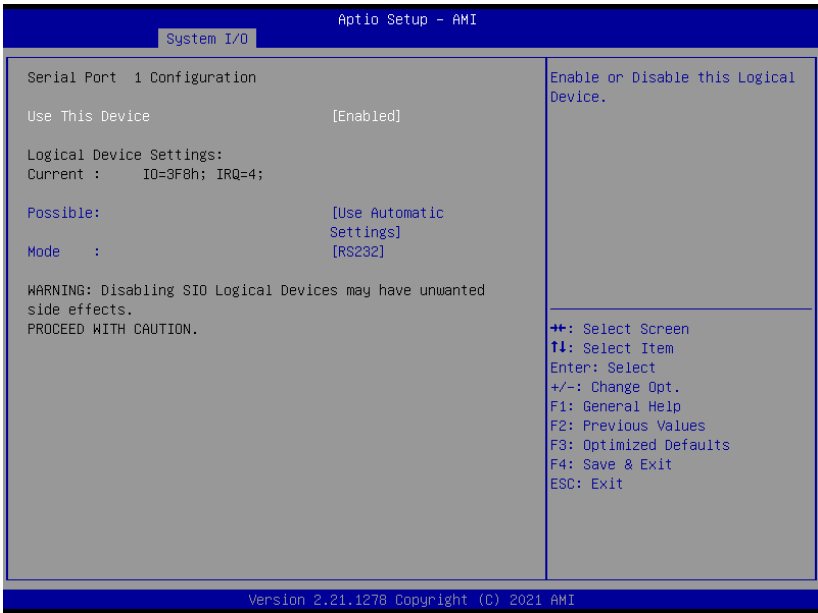 Aptio Setup - AMI
System I/O
Serial Port  1 Configuration
Use This Device [Enabled]
Logical Device Settings:
Current :     IO=3F8h; IRQ=4;
Possible: [Use Automatic
Settings]
Mode    : [RS232]
WARNING: Disabling SIO Logical Devices may have unwanted
side effects.
PROCEED WITH CAUTION.
Enable or Disable this Logical
Device.
→←: Select Screen
↑↓: Select Item
Enter: Select
+/-: Change Opt.
F1: General Help
F2: Previous Values
F3: Optimized Defaults
F4: Save & Exit
ESC: Exit
Version 2.21.1278 Copyright (C) 2021 AMI